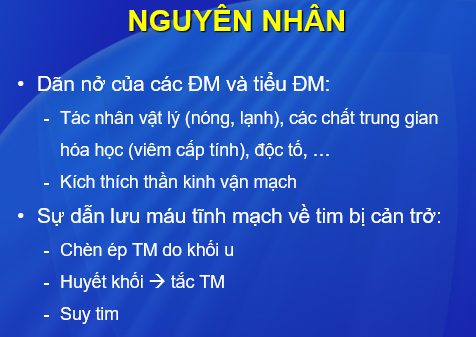 NGUYÊN NHÂN
• Dãn nở của các ĐM và tiểu ĐM:
- Tác nhân vật lý (nóng, lạnh), các chất trung gian
hóa học (viêm cấp tính), độc tố, …
- Kích thích thần kinh vận mạch
• Sự dẫn lưu máu tĩnh mạch về tim bị cản trở:
- Chèn ép TM do khối u
- Huyết khối → tắc TM
- Suy tim